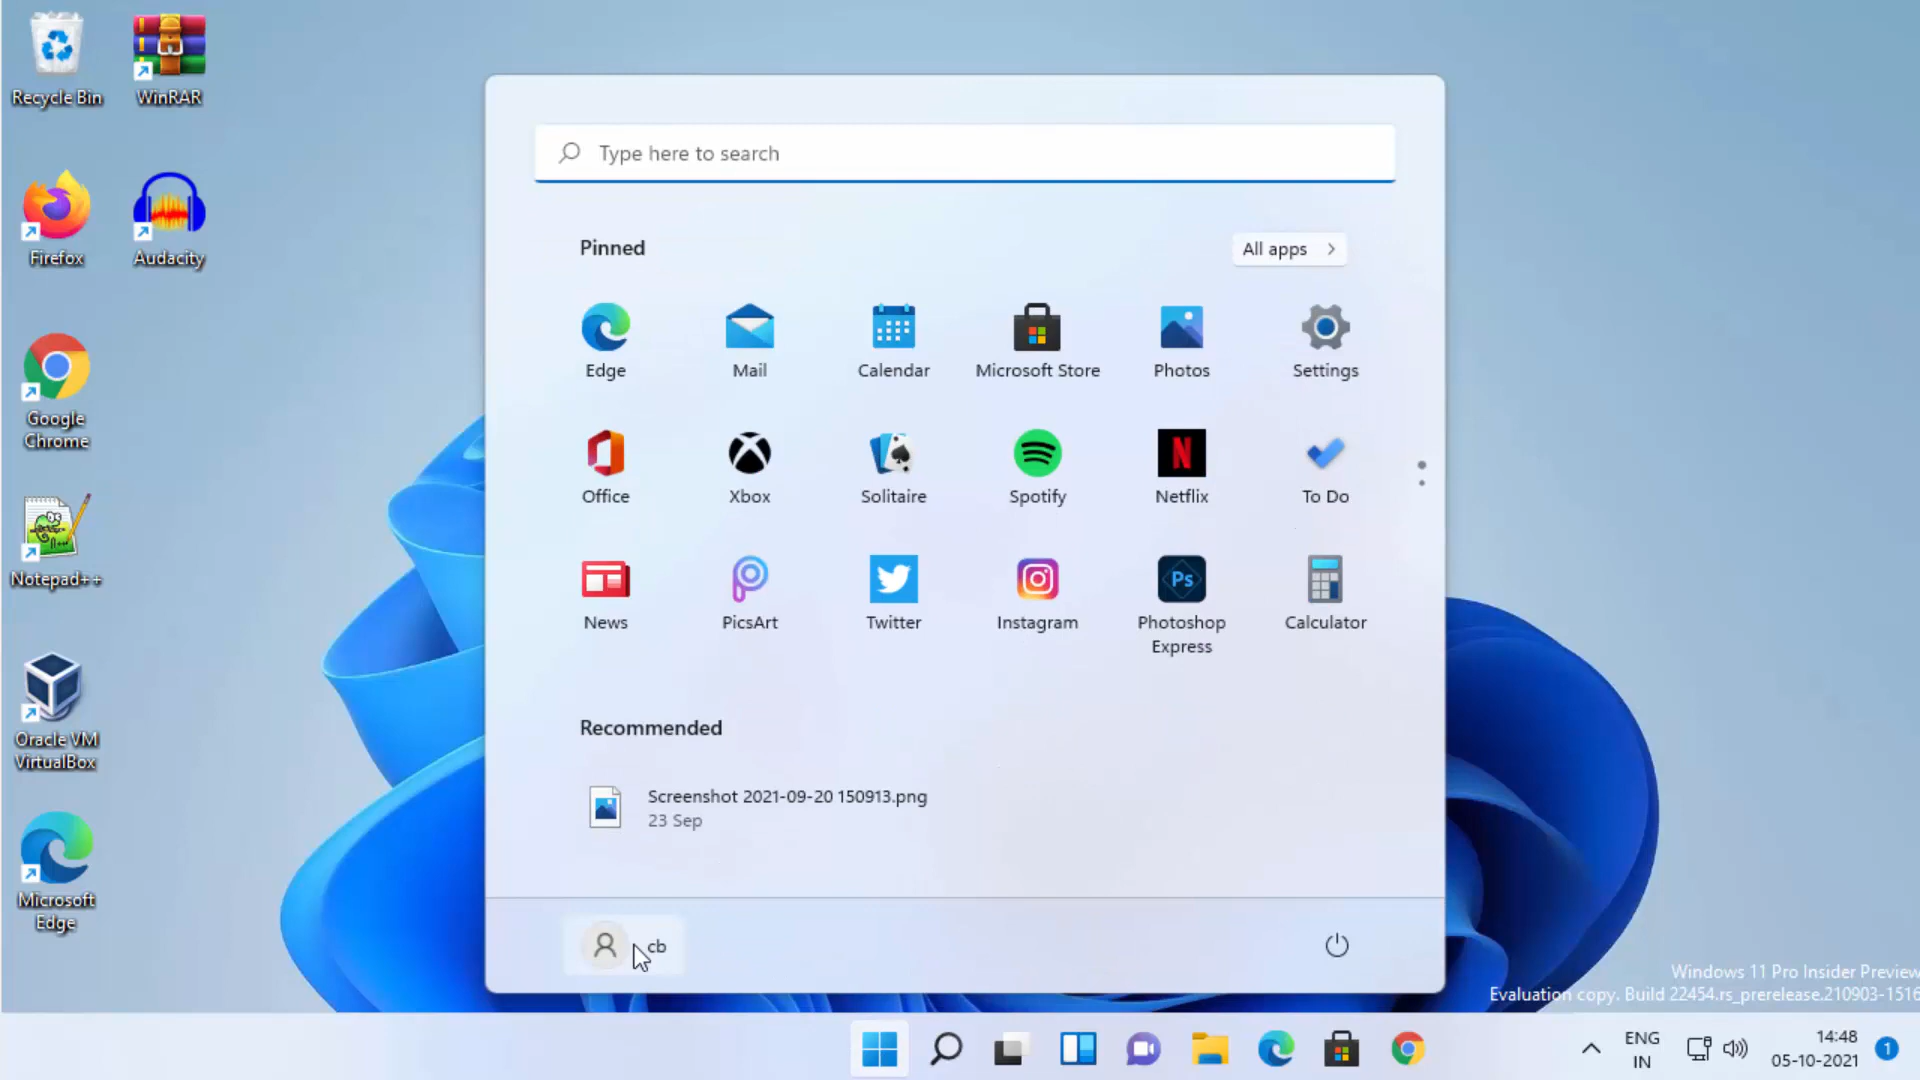 Recycle Bin
WinRAR
Firefox
Audacity
Google
Chrome
Notepad++
Oracle VM
VirtualBox
Microsoft
Edge
Type here to search
Pinned
All apps
Edge
Mail
Calendar
Microsoft Store
Photos
Settings
Office
Xbox
Solitaire
Spotify
Netflix
To Do
News
PicsArt
Twitter
Instagram
Ps
Photoshop
Express
Calculator
Recommended
Screenshot 2021-09-20 150913.png
23 Sep
cb
Windows 11 Pro Insider Preview
Evaluation copy. Build 22454.rs_prerelease.210903-1516
ENG
IN
14:48
05-10-2021
1